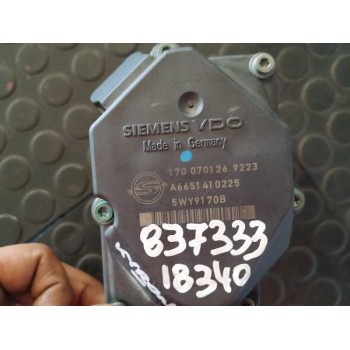 SIEMENS VDO
Made in Germany
170 070126 9223
A6651410225
5WY9170B
837333
18340